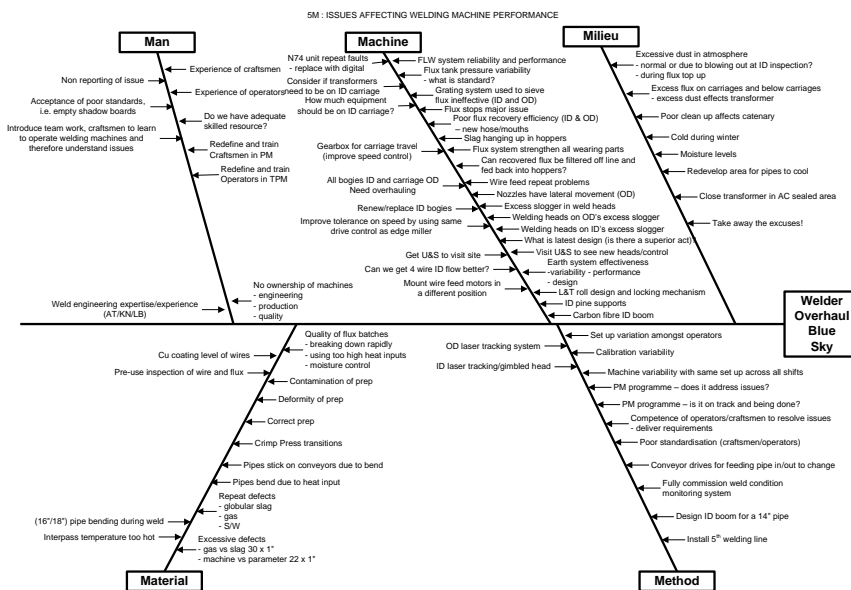 5M : ISSUES AFFECTING WELDING MACHINE PERFORMANCE
Man
Experience of craftsmen
Non reporting of issue
Experience of operators
Acceptance of poor standards,
i.e. empty shadow boards
Do we have adequate
skilled resource?
Introduce team work, craftsmen to learn
to operate welding machines and
therefore understand issues
Redefine and train
Craftsmen in PM
Redefine and train
Operators in TPM
No ownership of machines
- engineering
- production
- quality
Weld engineering expertise/experience
(AT/KN/LB)
Machine
N74 unit repeat faults
- replace with digital
FLW system reliability and performance
Flux tank pressure variability
- what is standard?
Consider if transformers
need to be on ID carriage
Grating system used to sieve
flux ineffective (ID and OD)
How much equipment
should be on ID carriage?
Flux stops major issue
Poor flux recovery efficiency (ID & OD)
– new hose/mouths
Slag hanging up in hoppers
Gearbox for carriage travel
(improve speed control)
Flux system strengthen all wearing parts
Can recovered flux be filtered off line and
fed back into hoppers?
All bogies ID and carriage OD
Need overhauling
Wire feed repeat problems
Nozzles have lateral movement (OD)
Renew/replace ID bogies
Excess slogger in weld heads
Welding heads on OD's excess slogger
Improve tolerance on speed by using same
drive control as edge miller
Welding heads on ID's excess slogger
What is latest design (is there a superior act)?
Get U&S to visit site
Visit U&S to see new heads/control
Can we get 4 wire ID flow better?
Earth system effectiveness
-variability - performance
- design
Mount wire feed motors in
a different position
L&T roll design and locking mechanism
ID pine supports
Carbon fibre ID boom
Milieu
Excessive dust in atmosphere
- normal or due to blowing out at ID inspection?
- during flux top up
Excess flux on carriages and below carriages
- excess dust effects transformer
Poor clean up affects catenary
Cold during winter
Moisture levels
Redevelop area for pipes to cool
Close transformer in AC sealed area
Take away the excuses!
Welder
Overhaul
Blue
Sky
Quality of flux batches
- breaking down rapidly
- using too high heat inputs
- moisture control
Cu coating level of wires
Pre-use inspection of wire and flux
Contamination of prep
Deformity of prep
Correct prep
Crimp Press transitions
Pipes stick on conveyors due to bend
Pipes bend due to heat input
Repeat defects
- globular slag
- gas
- S/W
(16"/18") pipe bending during weld
Interpass temperature too hot
Excessive defects
- gas vs slag 30 x 1"
- machine vs parameter 22 x 1"
Material
Set up variation amongst operators
OD laser tracking system
Calibration variability
ID laser tracking/gimbled head
Machine variability with same set up across all shifts
PM programme – does it address issues?
PM programme – is it on track and being done?
Competence of operators/craftsmen to resolve issues
- deliver requirements
Poor standardisation (craftsmen/operators)
Conveyor drives for feeding pipe in/out to change
Fully commission weld condition
monitoring system
Design ID boom for a 14" pipe
Install 5th welding line
Method